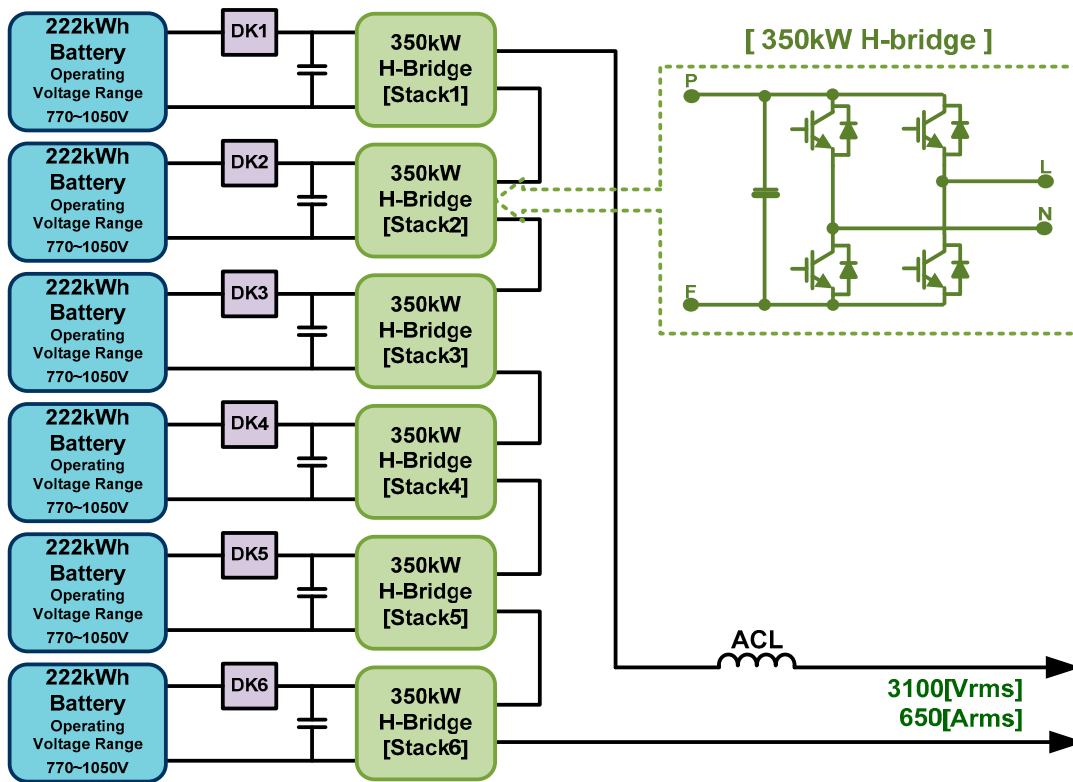 222kWh
Battery
Operating
Voltage Range
770~1050V
DK1
350kW
H-Bridge
[Stack1]
222kWh
Battery
Operating
Voltage Range
770~1050V
DK2
350kW
H-Bridge
[Stack2]
222kWh
Battery
Operating
Voltage Range
770~1050V
DK3
350kW
H-Bridge
[Stack3]
222kWh
Battery
Operating
Voltage Range
770~1050V
DK4
350kW
H-Bridge
[Stack4]
222kWh
Battery
Operating
Voltage Range
770~1050V
DK5
350kW
H-Bridge
[Stack5]
222kWh
Battery
Operating
Voltage Range
770~1050V
DK6
350kW
H-Bridge
[Stack6]
[ 350kW H-bridge ]
P
L
N
F
ACL
3100[Vrms]
650[Arms]